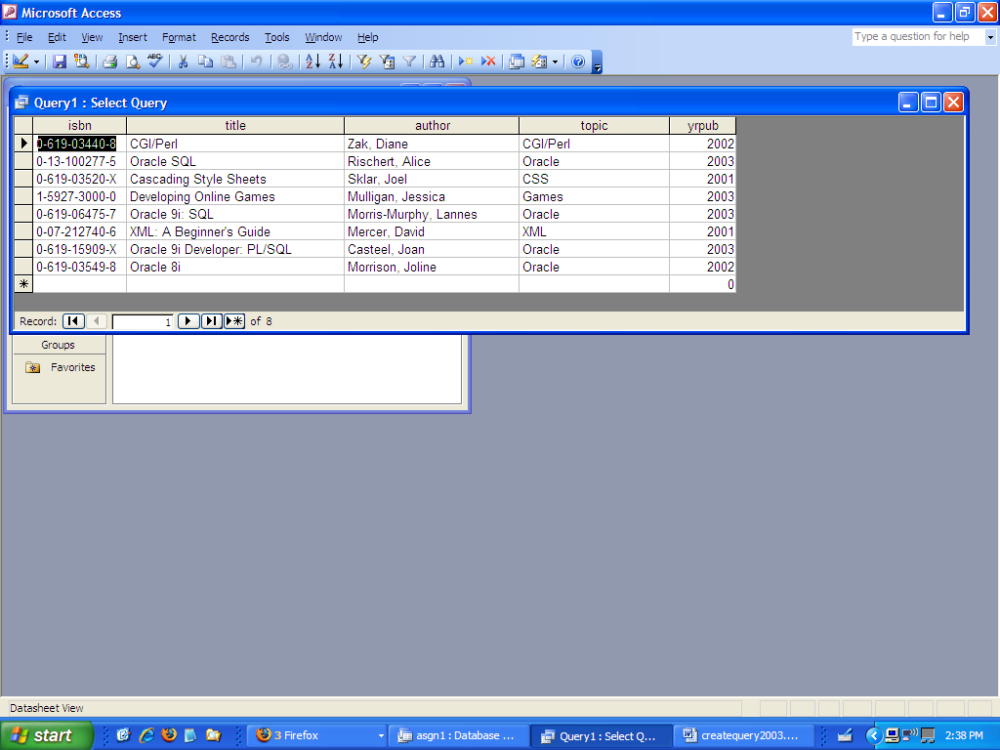 Microsoft Access
File Edit View Insert Format Records Tools Window Help
Type a question for help
Query1 : Select Query
isbn title author topic yrpub
0-619-03440-8 CGI/Perl Zak, Diane CGI/Perl 2002
0-13-100277-5 Oracle SQL Rischert, Alice Oracle 2003
0-619-03520-X Cascading Style Sheets Sklar, Joel CSS 2001
1-5927-3000-0 Developing Online Games Mulligan, Jessica Games 2003
0-619-06475-7 Oracle 9i: SQL Morris-Murphy, Lannes Oracle 2003
0-07-212740-6 XML: A Beginner's Guide Mercer, David XML 2001
0-619-15909-X Oracle 9i Developer: PL/SQL Casteel, Joan Oracle 2003
0-619-03549-8 Oracle 8i Morrison, Joline Oracle 2002
0
Record: 1 of 8
Groups
Favorites
Datasheet View
start 3 Firefox asgn1 : Database ... Query1 : Select Q... createquery2003.... 2:38 PM